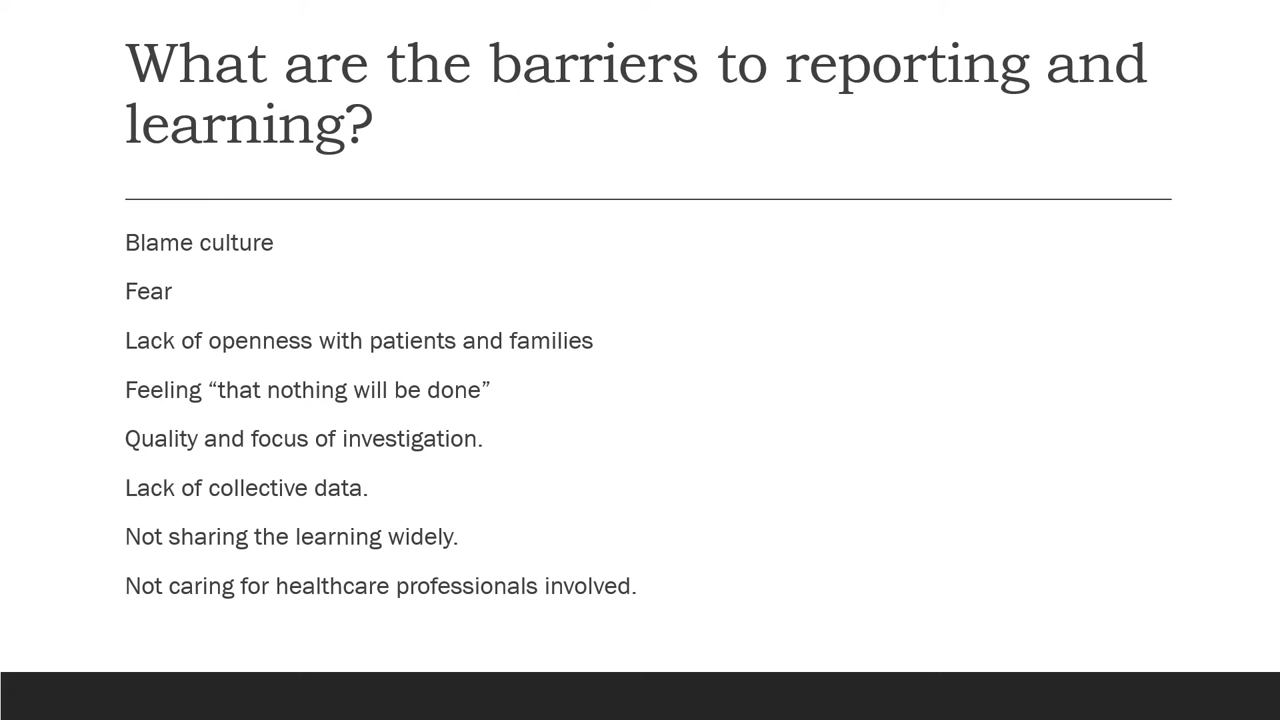 What are the barriers to reporting and
learning?
Blame culture
Fear
Lack of openness with patients and families
Feeling “that nothing will be done”
Quality and focus of investigation.
Lack of collective data.
Not sharing the learning widely.
Not caring for healthcare professionals involved.